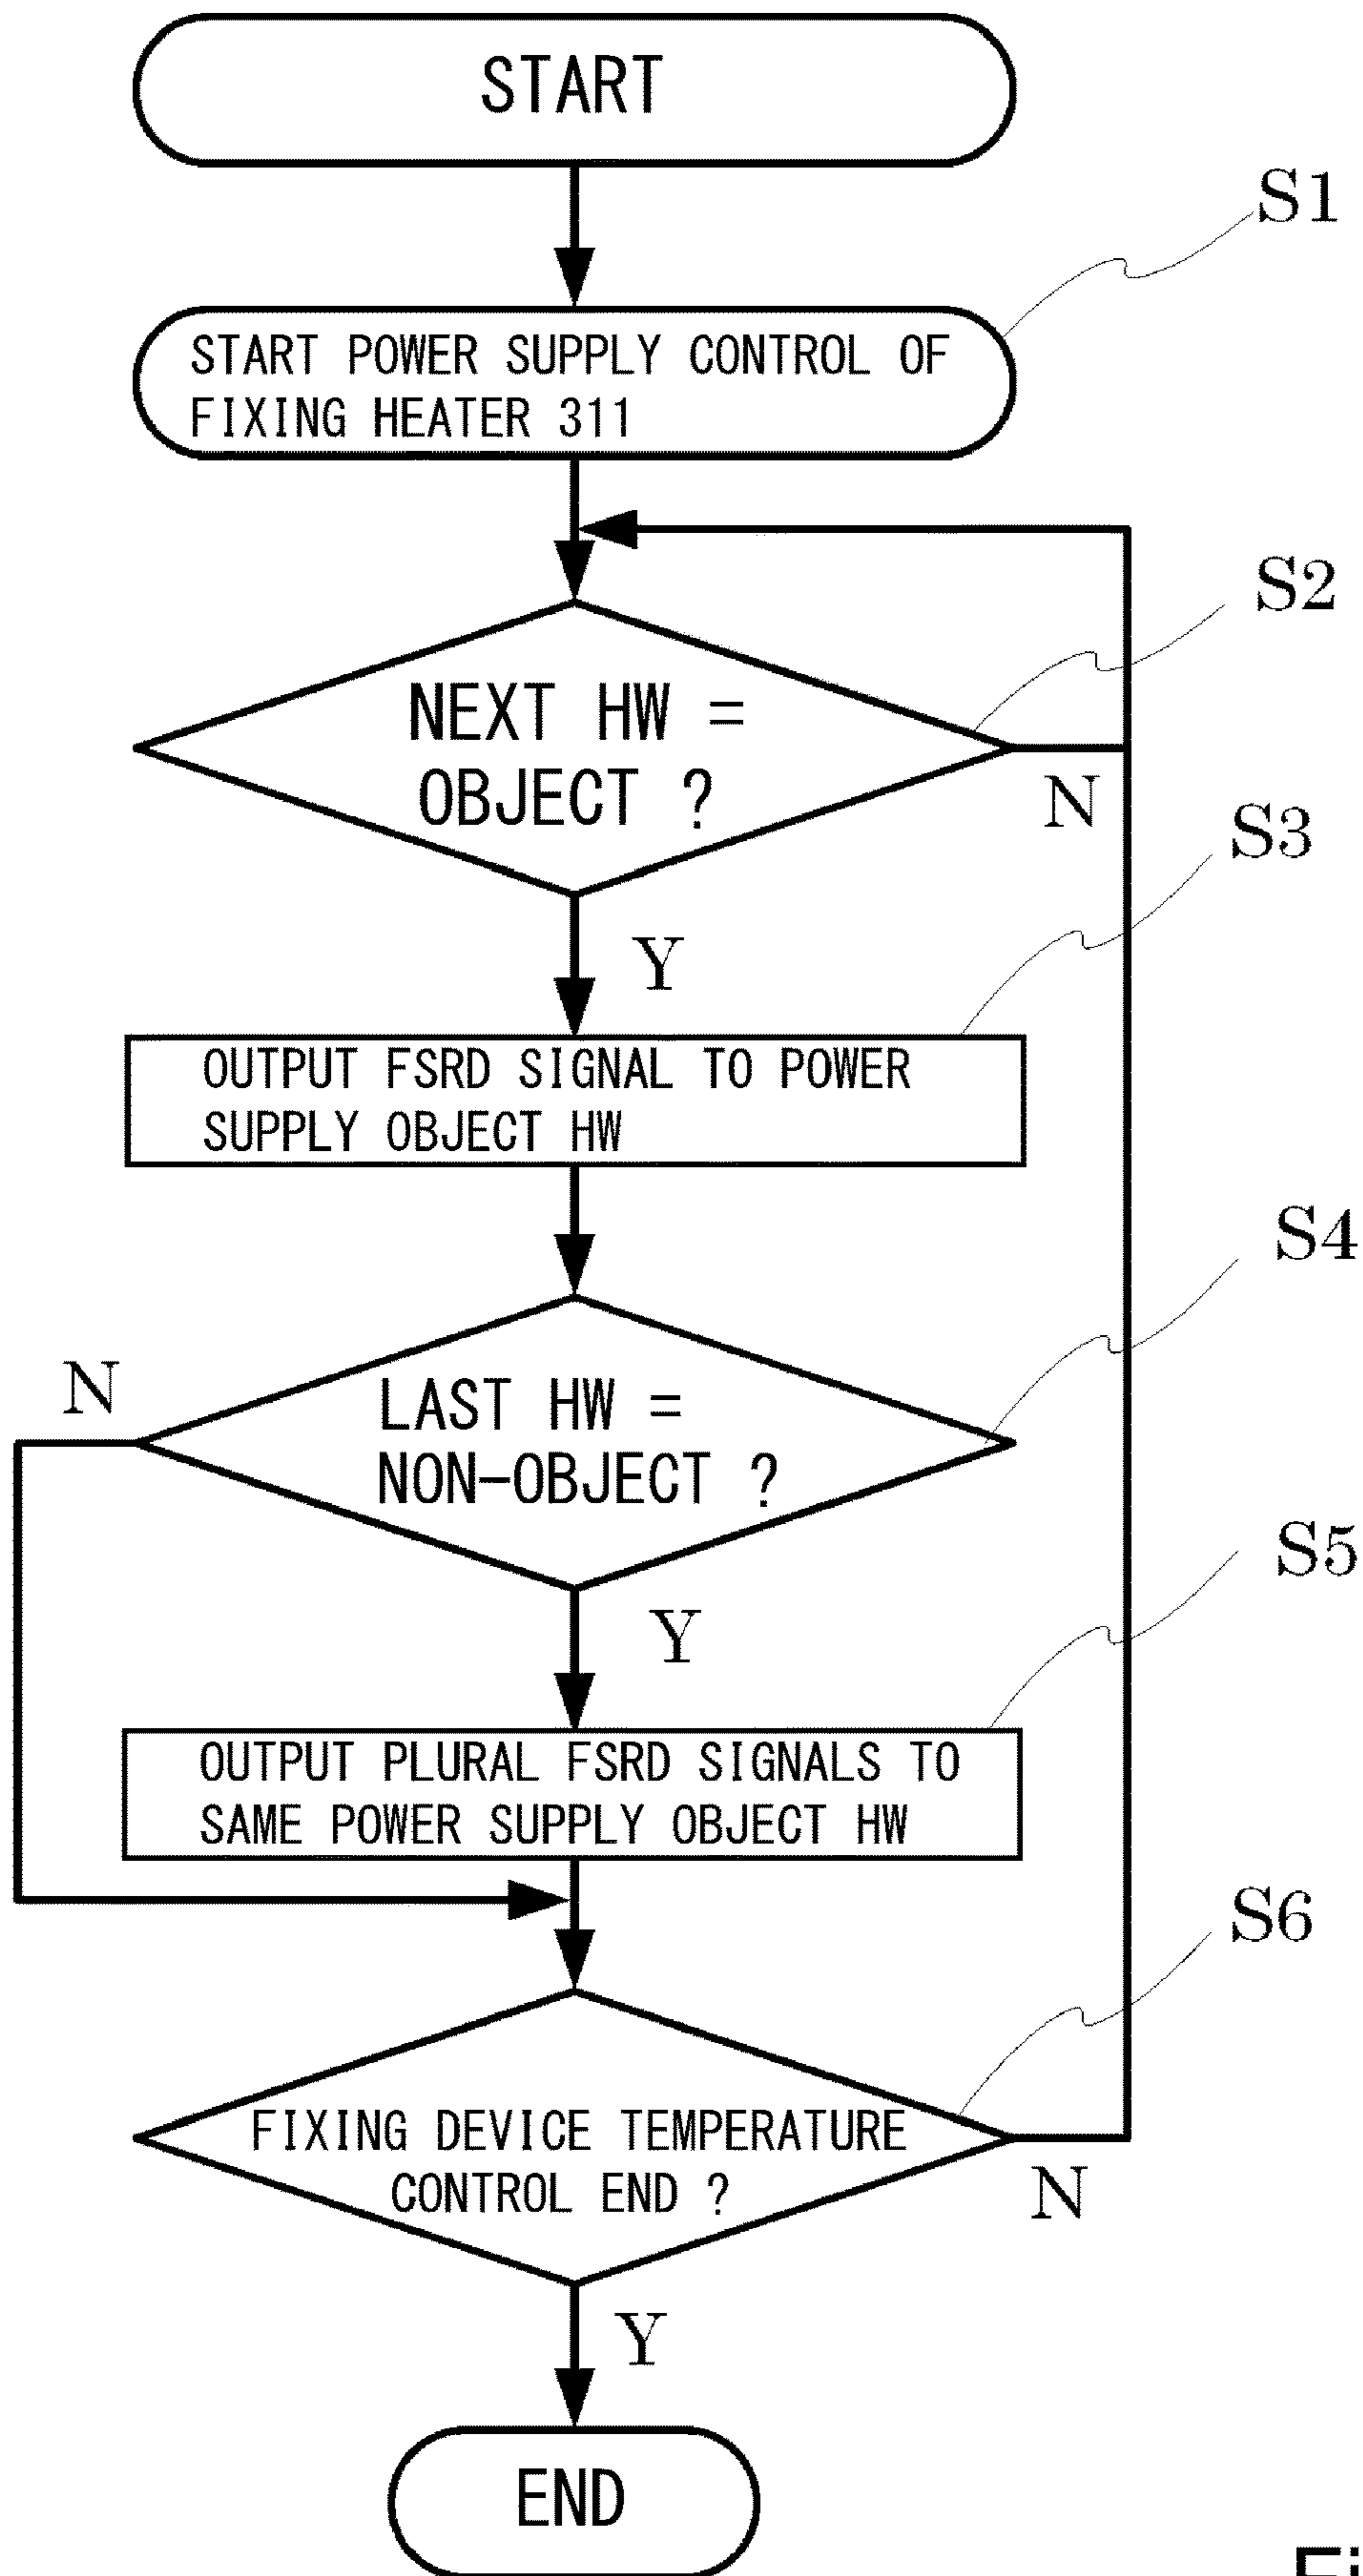 START
S1
START POWER SUPPLY CONTROL OF
FIXING HEATER 311
S2
NEXT HW =
OBJECT ?
N
S3
Y
OUTPUT FSRD SIGNAL TO POWER
SUPPLY OBJECT HW
S4
N
LAST HW =
NON-OBJECT ?
S5
Y
OUTPUT PLURAL FSRD SIGNALS TO
SAME POWER SUPPLY OBJECT HW
S6
FIXING DEVICE TEMPERATURE
CONTROL END ?
N
Y
END